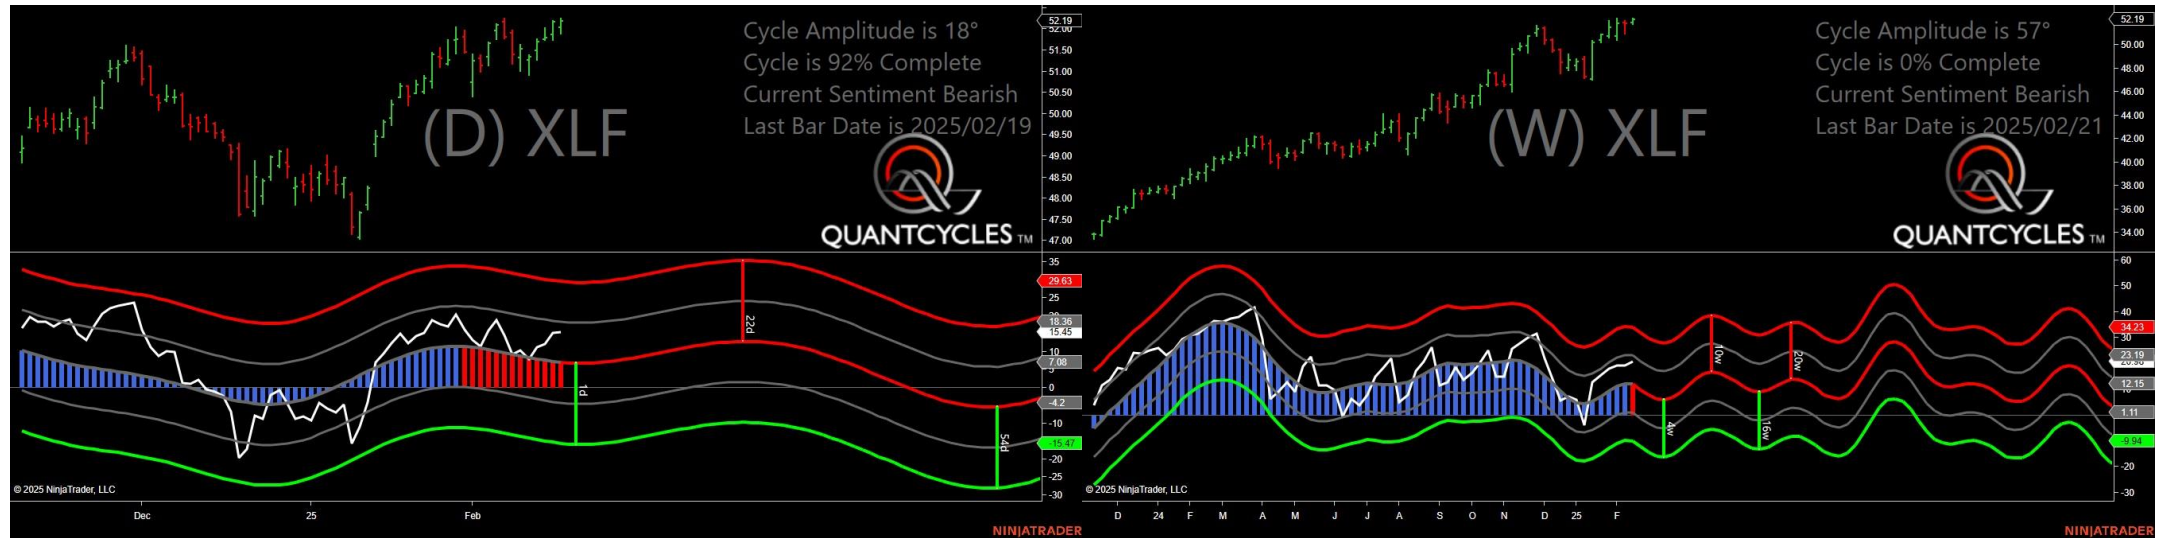 Cycle Amplitude is 18°
Cycle is 92% Complete
Current Sentiment Bearish
Last Bar Date is 2025/02/19
(D) XLF
QUANTCYCLES TM
52.19
52.00
51.50
51.00
50.50
50.00
49.50
49.00
48.50
48.00
47.50
47.00
35
29.63
25
18.36
15.45
10
7.08
5
0
-4.2
-10
-15.47
-20
-25
-30
22d
1d
54d
© 2025 NinjaTrader, LLC
Dec
25
Feb
NINJATRADER
Cycle Amplitude is 57°
Cycle is 0% Complete
Current Sentiment Bearish
Last Bar Date is 2025/02/21
(W) XLF
QUANTCYCLES TM
52.19
50.00
48.00
46.00
44.00
42.00
40.00
38.00
36.00
34.00
60
50
40
34.23
30
23.19
12.15
1.11
-9.94
-20
-30
10w
20w
4w
16w
© 2025 NinjaTrader, LLC
D 24 F M A M J J A S O N D 25 F
NINJATRADER